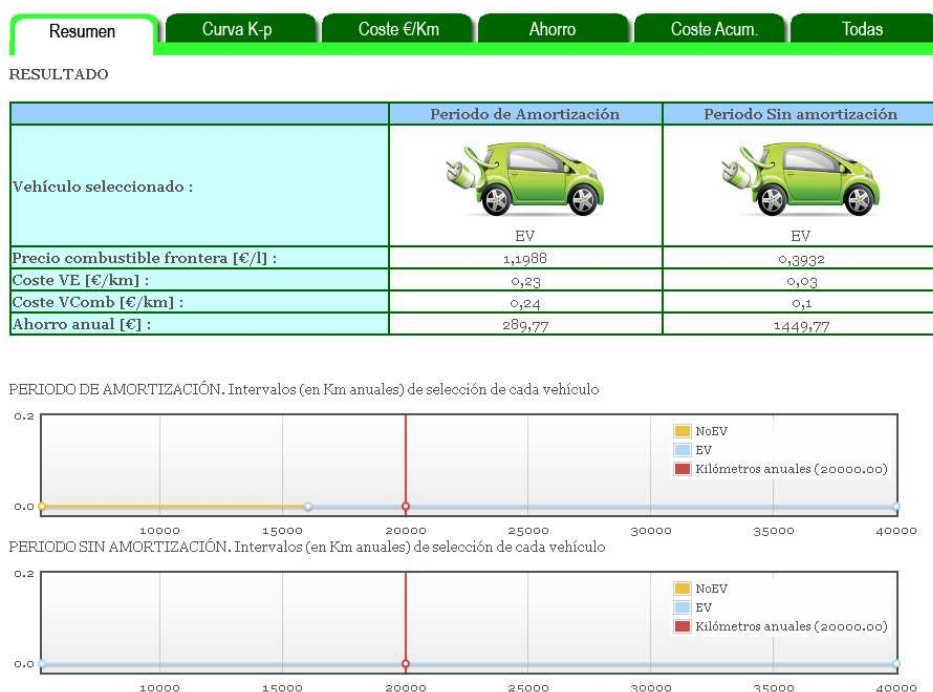 Resumen Curva K-p Coste €/Km Ahorro Coste Acum. Todas
RESULTADO
Periodo de Amortización Periodo Sin amortización
Vehículo seleccionado :
EV EV
Precio combustible frontera [€/l] : 1,1988 0,3932
Coste VE [€/km] : 0,23 0,03
Coste VComb [€/km] : 0,24 0,1
Ahorro anual [€] : 289,77 1449,77
PERIODO DE AMORTIZACIÓN. Intervalos (en Km anuales) de selección de cada vehículo
0.2
NoEV
EV
Kilómetros anuales (20000.00)
0.0
10000 15000 20000 25000 30000 35000 40000
PERIODO SIN AMORTIZACIÓN. Intervalos (en Km anuales) de selección de cada vehículo
0.2
NoEV
EV
Kilómetros anuales (20000.00)
0.0
10000 15000 20000 25000 30000 35000 40000